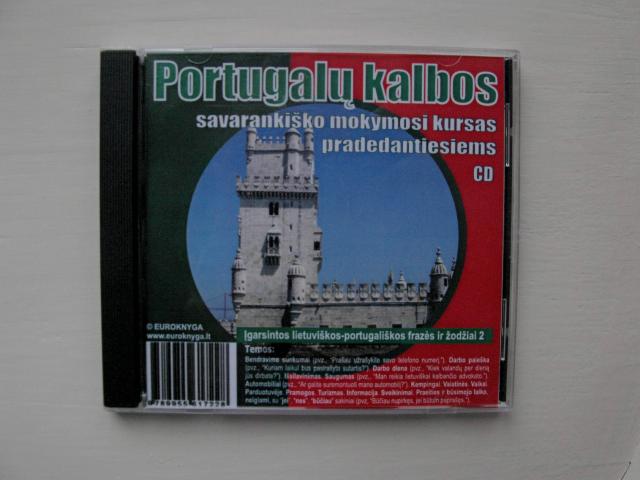 Portugalų kalbos
savarankiško mokymosi kursas
pradedantiesiems
CD
© EUROKNYGA
www.euroknyga.lt
Įgarsintos lietuviškos-portugališkos frazės ir žodžiai 2
Temos:
Bendravimo sunkumai (pvz., "Prašau užrašykite savo telefono numerį."). Darbo paieška
(pvz., "Kuriam laikui bus pasirašyta sutartis?"). Darbo diena (pvz., "Kiek valandų per dieną
jūs dirbate?"). Išsilavinimas. Saugumas (pvz., "Man reikia lietuviškai kalbančio advokato.").
Automobiliai (pvz., "Ar galite suremontuoti mano automobilį?"). Kempingai. Vaistinės. Vaikai.
Parduotuvėje. Pramogos. Turizmas. Informacija. Sveikinimai. Praeities ir būsimojo laiko,
neigiami, su "jei", "nes", "būčiau" sakiniai (pvz., "Būčiau nupirkęs, jei būtum paprašęs.").